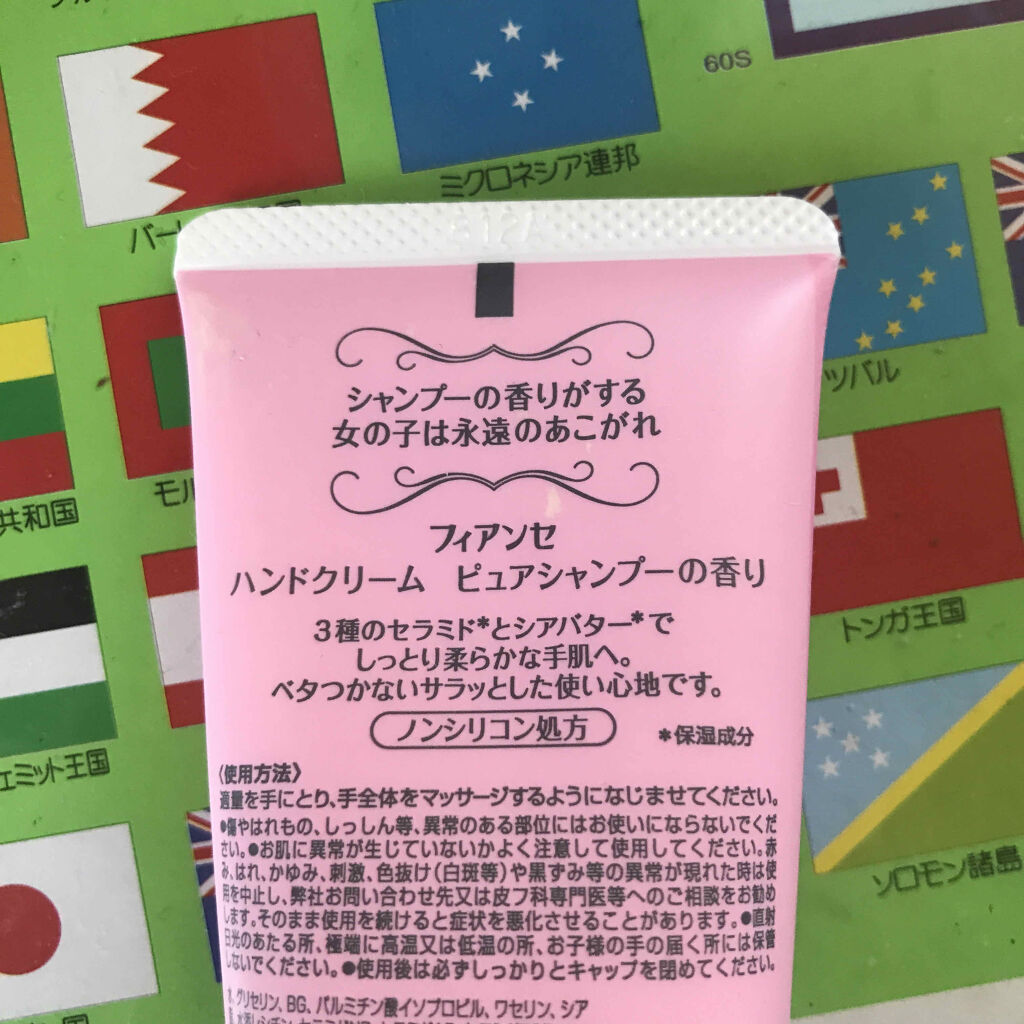 60S
ミクロネシア連邦
バー
ツバル
モル
共和国
トンガ王国
ェミット王国
ソロモン諸島
シャンプーの香りがする
女の子は永遠のあこがれ
フィアンセ
ハンドクリーム ピュアシャンプーの香り
3種のセラミド*とシアバター*で
しっとり柔らかな手肌へ。
ベタつかないサラッとした使い心地です。
ノンシリコン処方
*保湿成分
〈使用方法〉
適量を手にとり、手全体をマッサージするようになじませてください。
●傷やはれもの、しっしん等、異常のある部位にはお使いにならないでくだ
さい。●お肌に異常が生じていないかよく注意して使用してください。赤
み、はれ、かゆみ、刺激、色抜け(白斑等)や黒ずみ等の異常が現れた時は使
用を中止し、弊社お問い合わせ先又は皮フ科専門医等へのご相談をお勧め
します。そのまま使用を続けると症状を悪化させることがあります。●直射
日光のあたる所、極端に高温又は低温の所、お子様の手の届く所には保管
しないでください。●使用後は必ずしっかりとキャップを閉めてください。
水、グリセリン、BG、パルミチン酸イソプロピル、ワセリン、シア